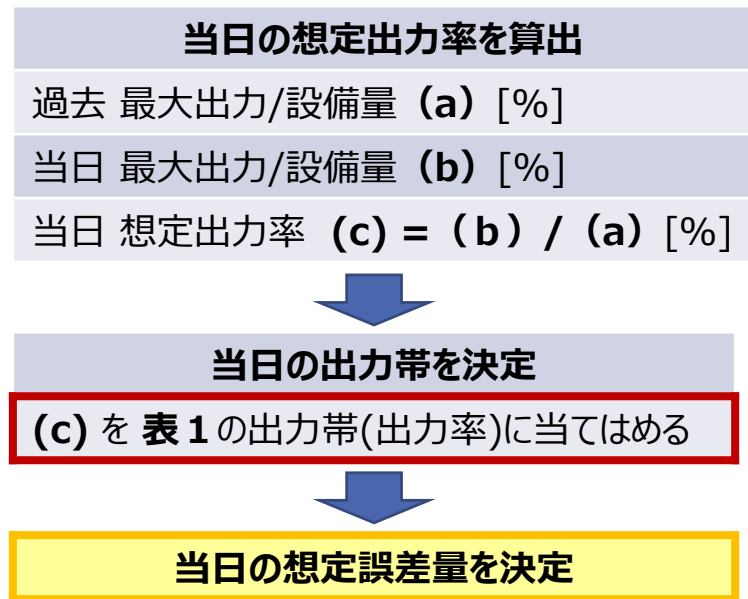 当日の想定出力率を算出
過去 最大出力/設備量（a）[%]
当日 最大出力/設備量（b）[%]
当日 想定出力率 (c) =（b）/（a）[%]
当日の出力帯を決定
(c) を 表１の出力帯(出力率)に当てはめる
当日の想定誤差量を決定